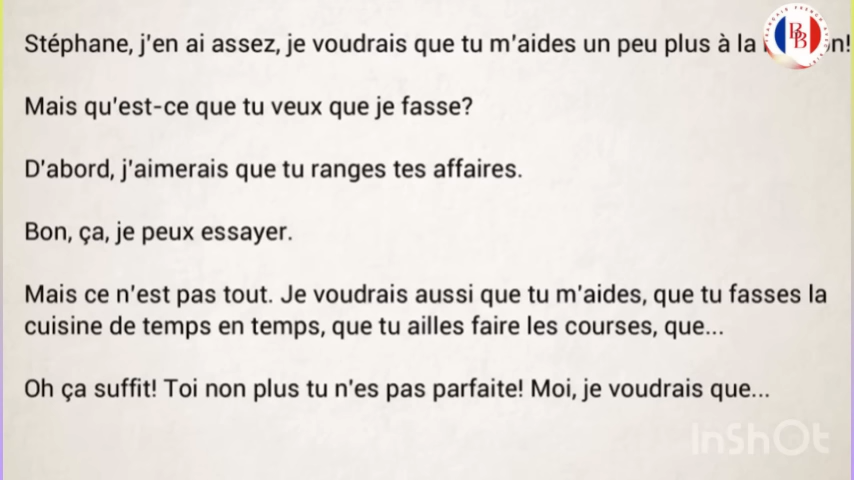 Stéphane, j'en ai assez, je voudrais que tu m'aides un peu plus à la
Mais qu'est-ce que tu veux que je fasse?
D'abord, j'aimerais que tu ranges tes affaires.
Bon, ça, je peux essayer.
Mais ce n'est pas tout. Je voudrais aussi que tu m'aides, que tu fasses la
cuisine de temps en temps, que tu ailles faire les courses, que...
Oh ça suffit! Toi non plus tu n'es pas parfaite! Moi, je voudrais que...
InShOt